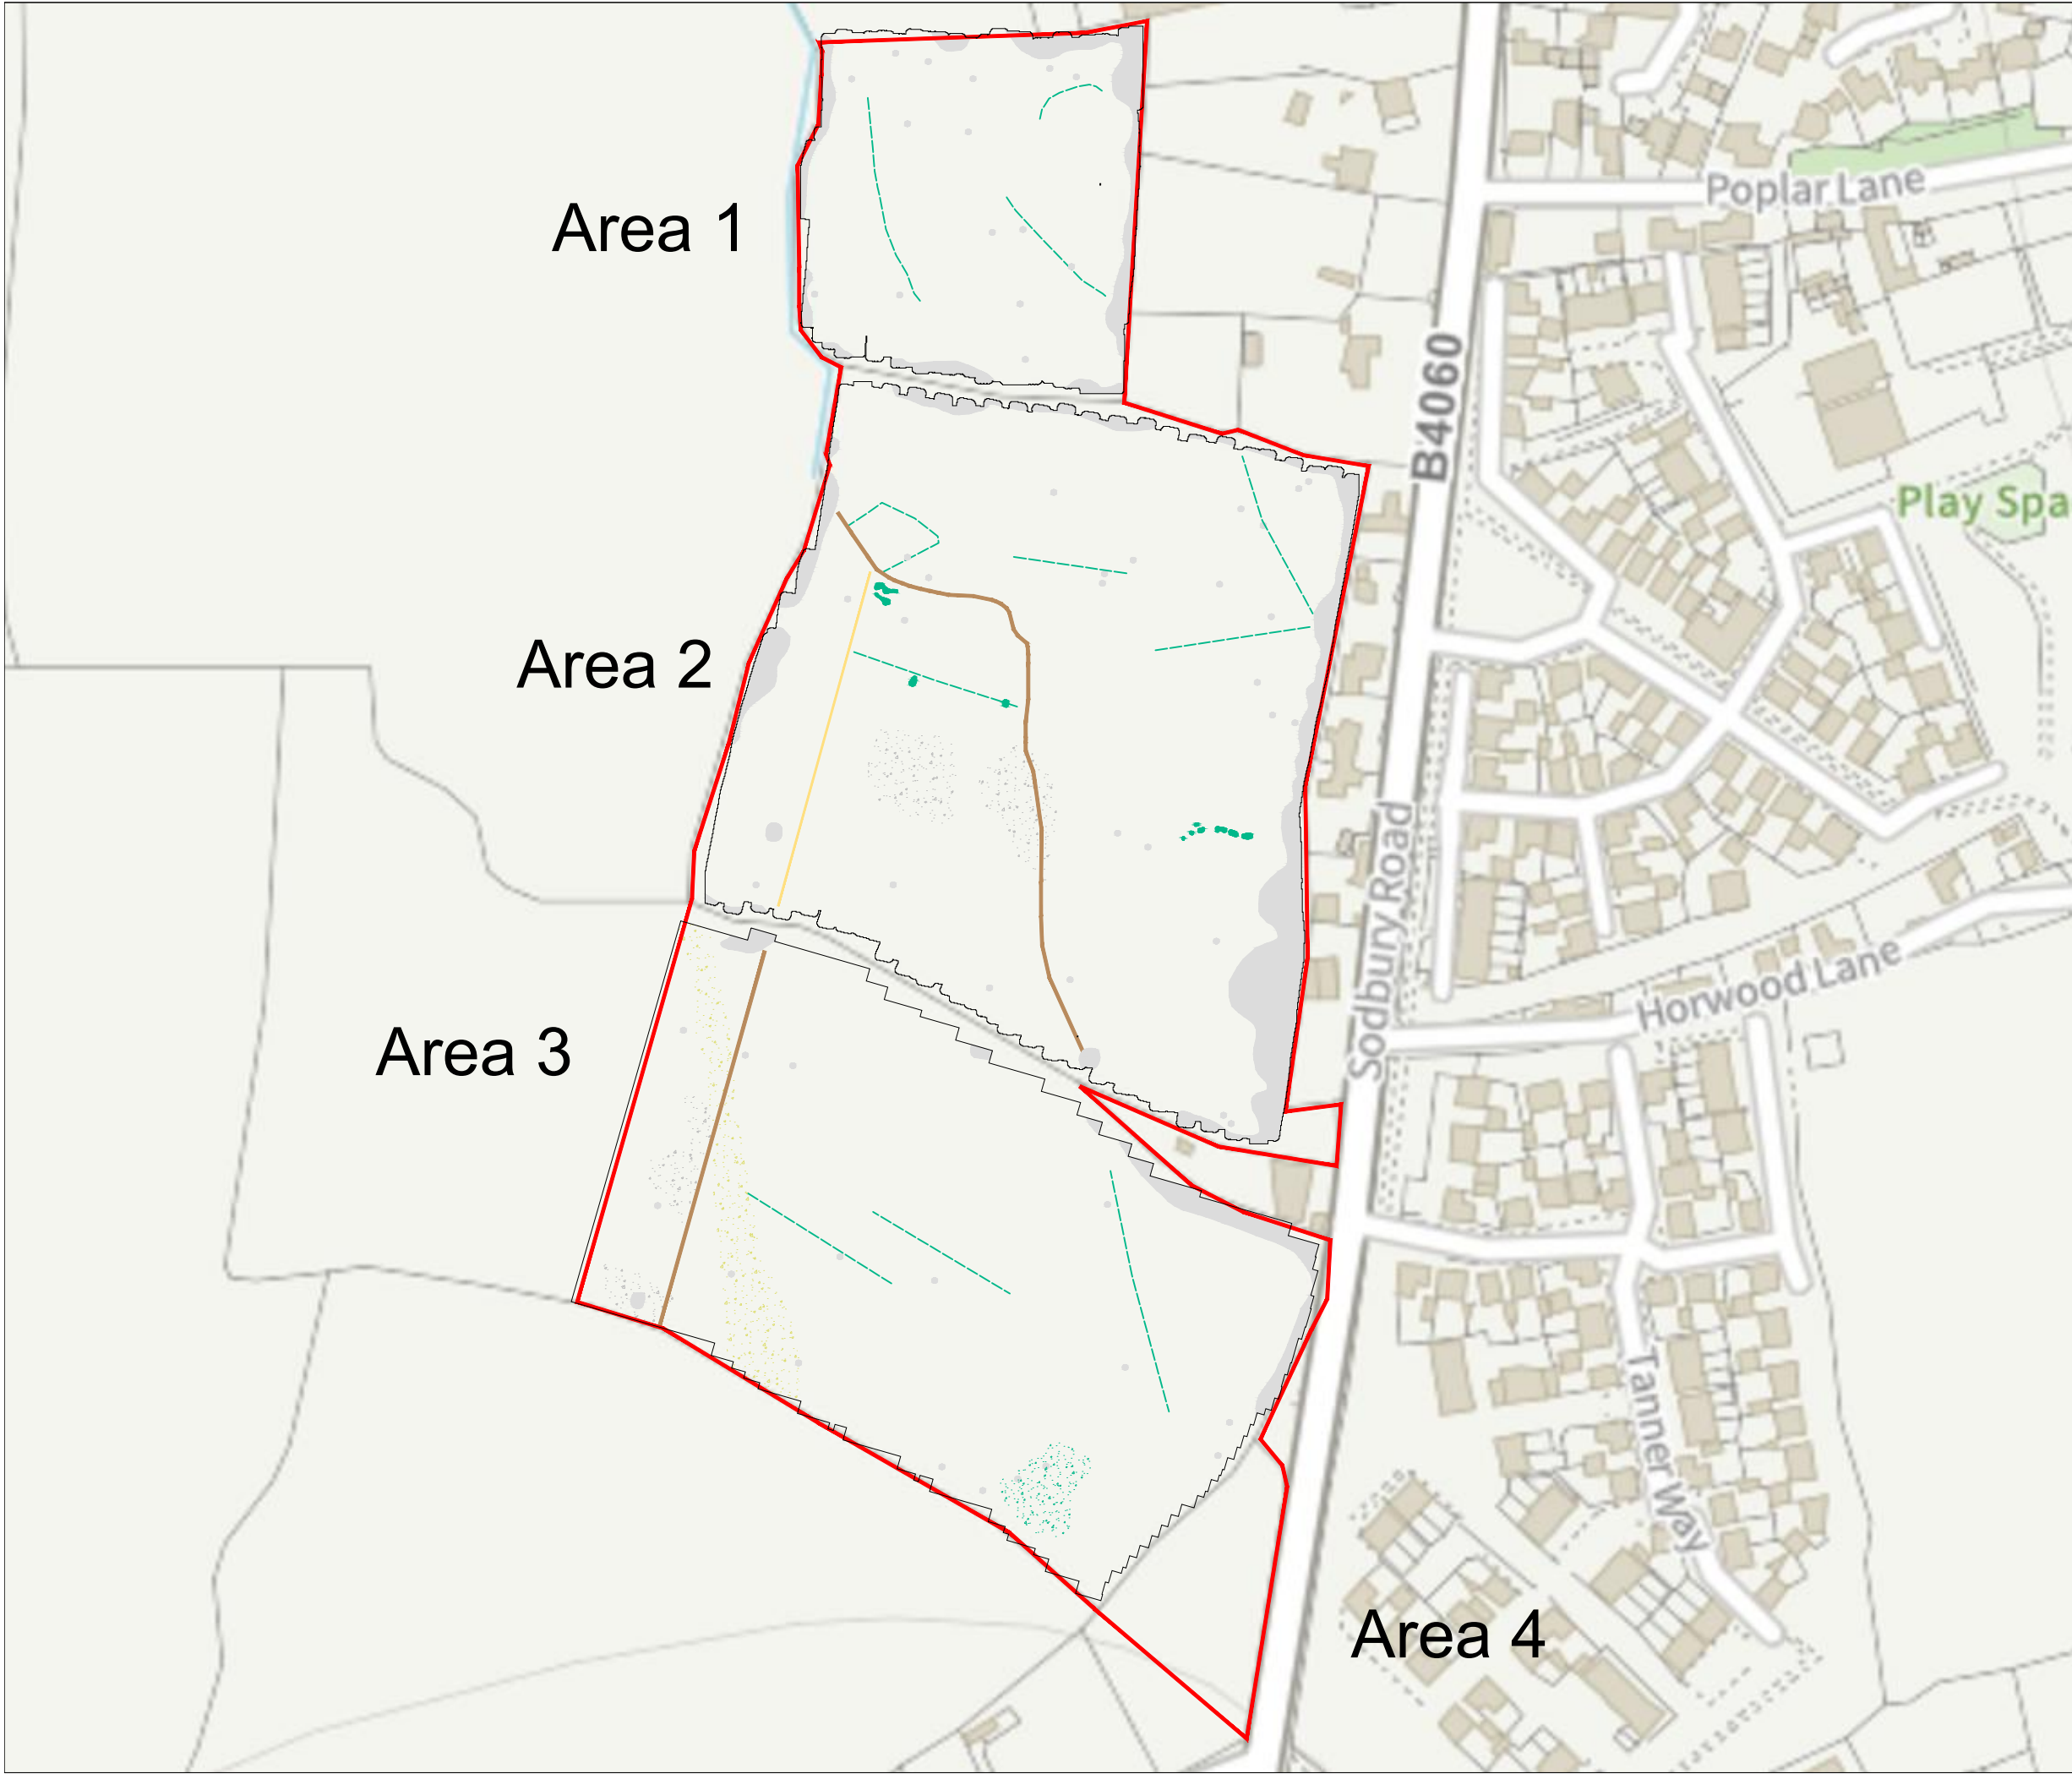 Poplar Lane
Area 1
B4060
Play Spa
Area 2
Sodbury Road
Horwood Lane
Area 3
Tanner Way
Area 4